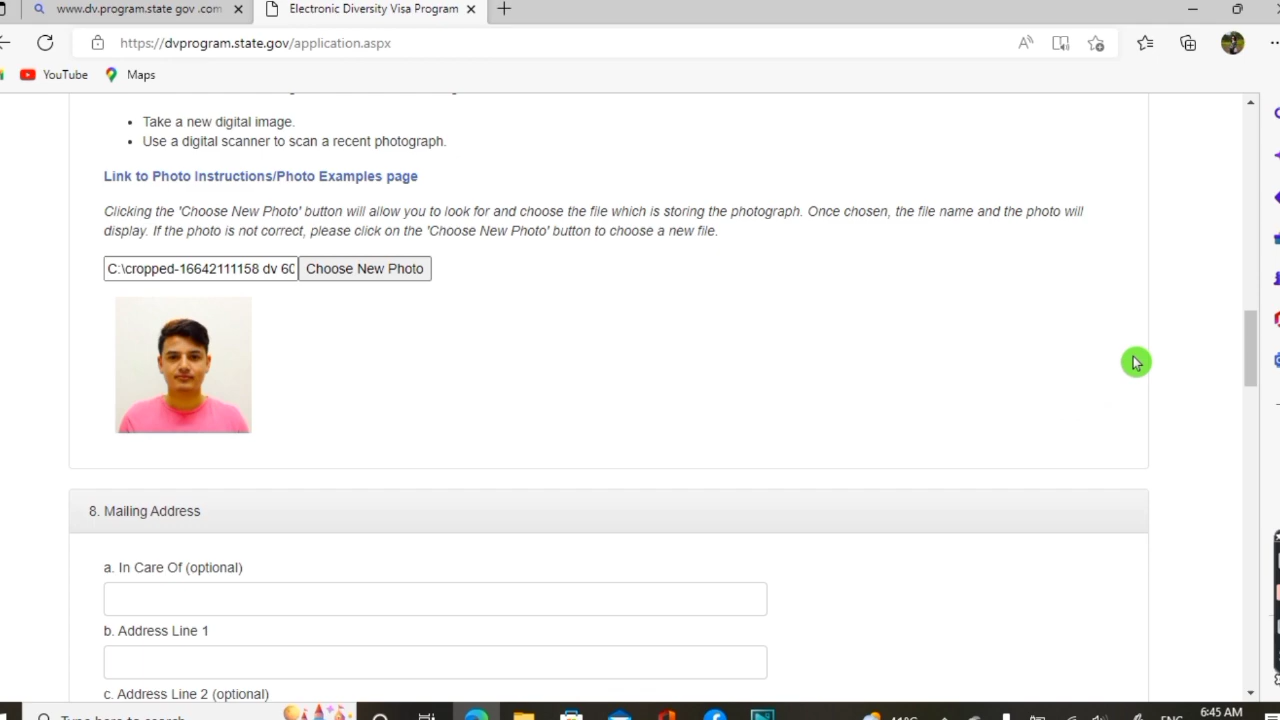 www.dv.program.state gov .com
Electronic Diversity Visa Program
https://dvprogram.state.gov/application.aspx
YouTube
Maps
Take a new digital image.
Use a digital scanner to scan a recent photograph.
Link to Photo Instructions/Photo Examples page
Clicking the 'Choose New Photo' button will allow you to look for and choose the file which is storing the photograph. Once chosen, the file name and the photo will
display. If the photo is not correct, please click on the 'Choose New Photo' button to choose a new file.
C:\cropped-16642111158 dv 60
Choose New Photo
8. Mailing Address
a. In Care Of (optional)
b. Address Line 1
c. Address Line 2 (optional)
Type here to search
ENG
6:45 AM